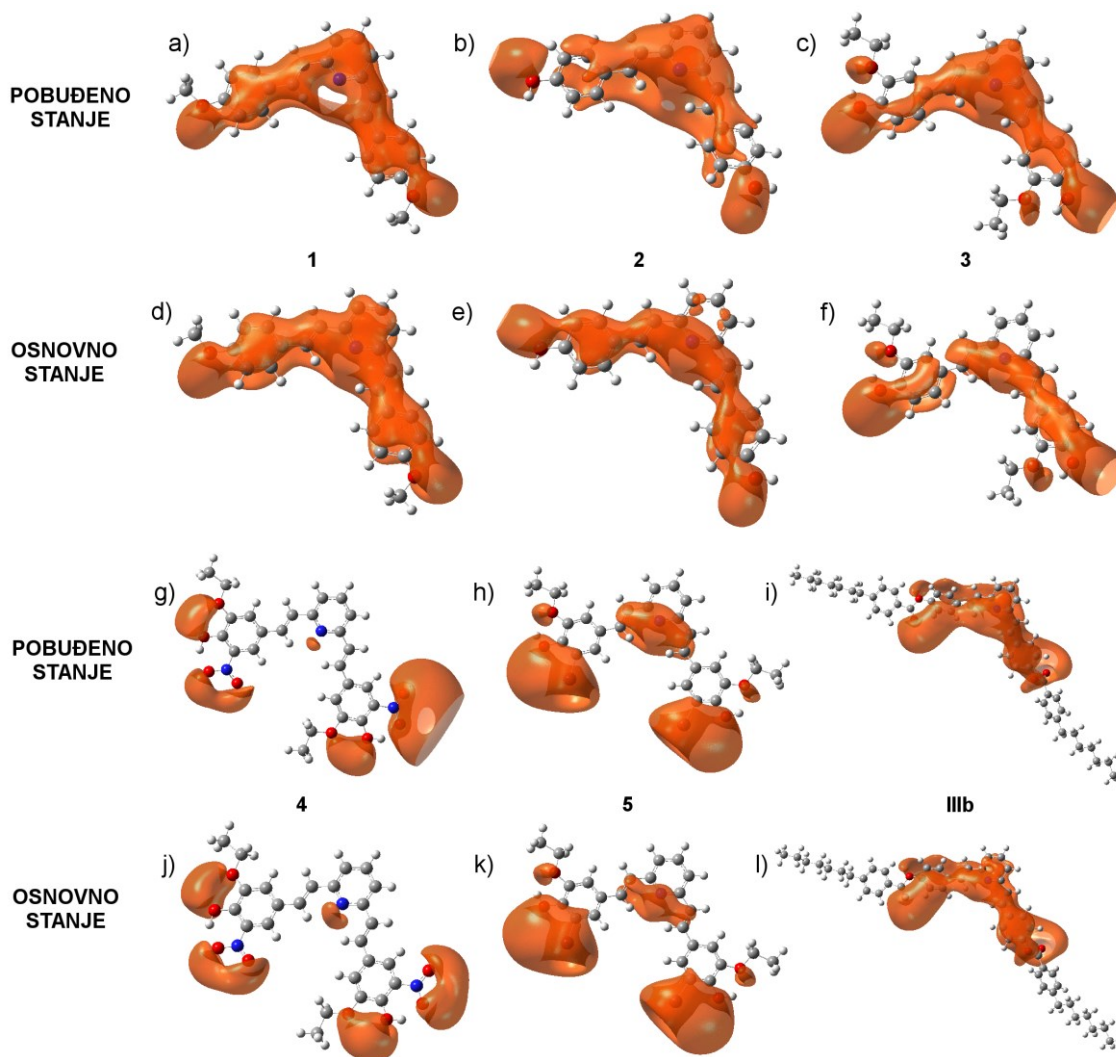 a)
b)
c)
POBUĐENO
STANJE
1
2
3
d)
e)
f)
OSNOVNO
STANJE
g)
h)
i)
POBUĐENO
STANJE
4
5
IIIb
j)
k)
l)
OSNOVNO
STANJE